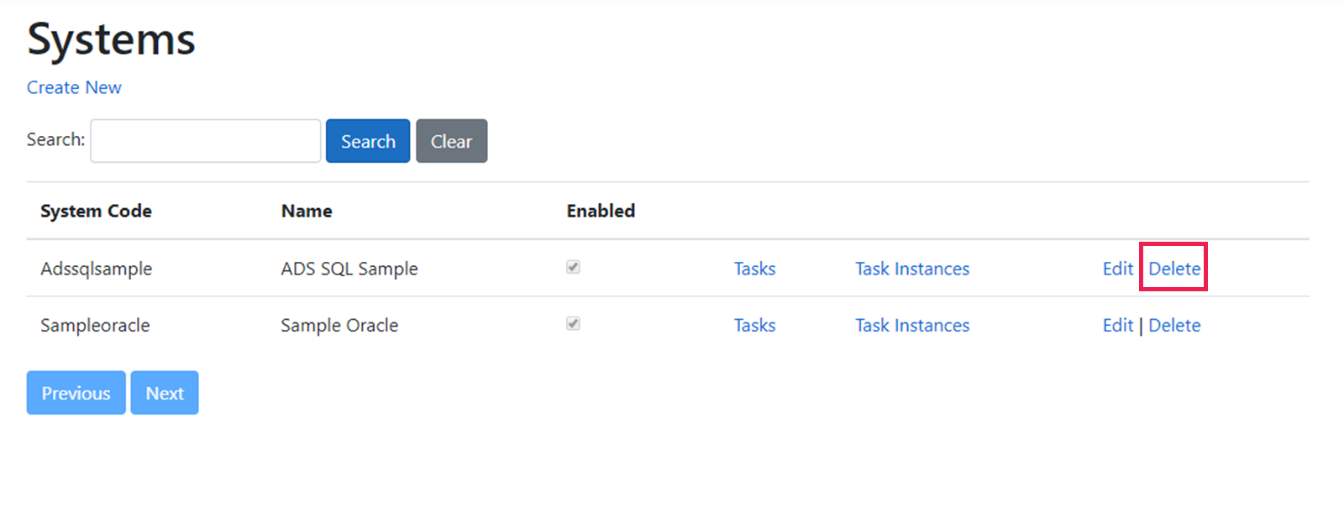 Systems
Create New
Search: Search Clear
System Code Name Enabled
Adssqlsample ADS SQL Sample Tasks Task Instances Edit Delete
Sampleoracle Sample Oracle Tasks Task Instances Edit | Delete
Previous Next